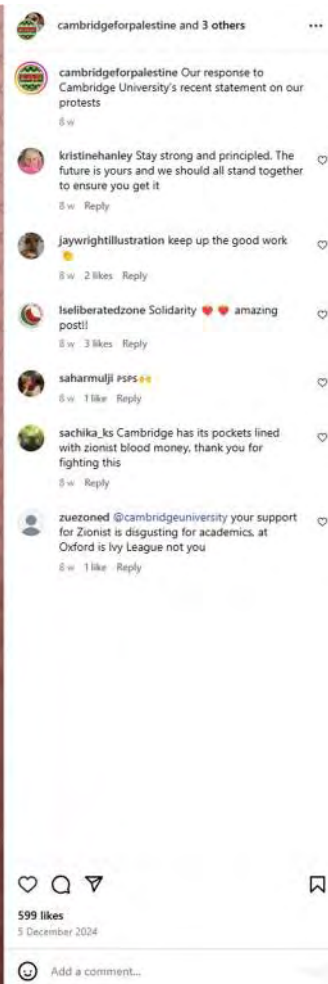 cambridgeforpalestine and 3 others
cambridgeforpalestine Our response to
Cambridge University's recent statement on our
protests
8 w
kristinehanley Stay strong and principled. The
future is yours and we should all stand together
to ensure you get it
8 w Reply
jaywrightillustration keep up the good work
👏
8 w 2 likes Reply
lseliberatedzone Solidarity ❤️ ❤️ amazing
post!!
8 w 3 likes Reply
saharmulji PSPS🙌
8 w 1 like Reply
sachika_ks Cambridge has its pockets lined
with zionist blood money, thank you for
fighting this
8 w Reply
zuezoned @cambridgeuniversity your support
for Zionist is disgusting for academics, at
Oxford is Ivy League not you
8 w 1 like Reply
599 likes
5 December 2024
Add a comment...